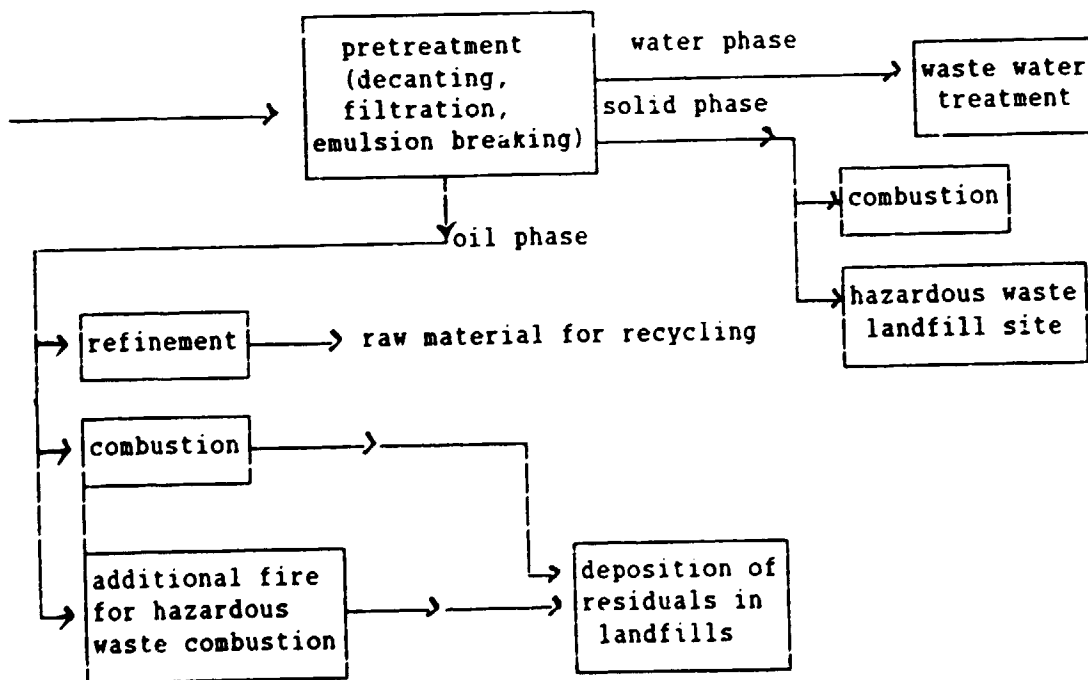 pretreatment
(decanting,
filtration,
emulsion breaking)
water phase
waste water
treatment
solid phase
combustion
hazardous waste
landfill site
oil phase
refinement
raw material for recycling
combustion
additional fire
for hazardous
waste combustion
deposition of
residuals in
landfills